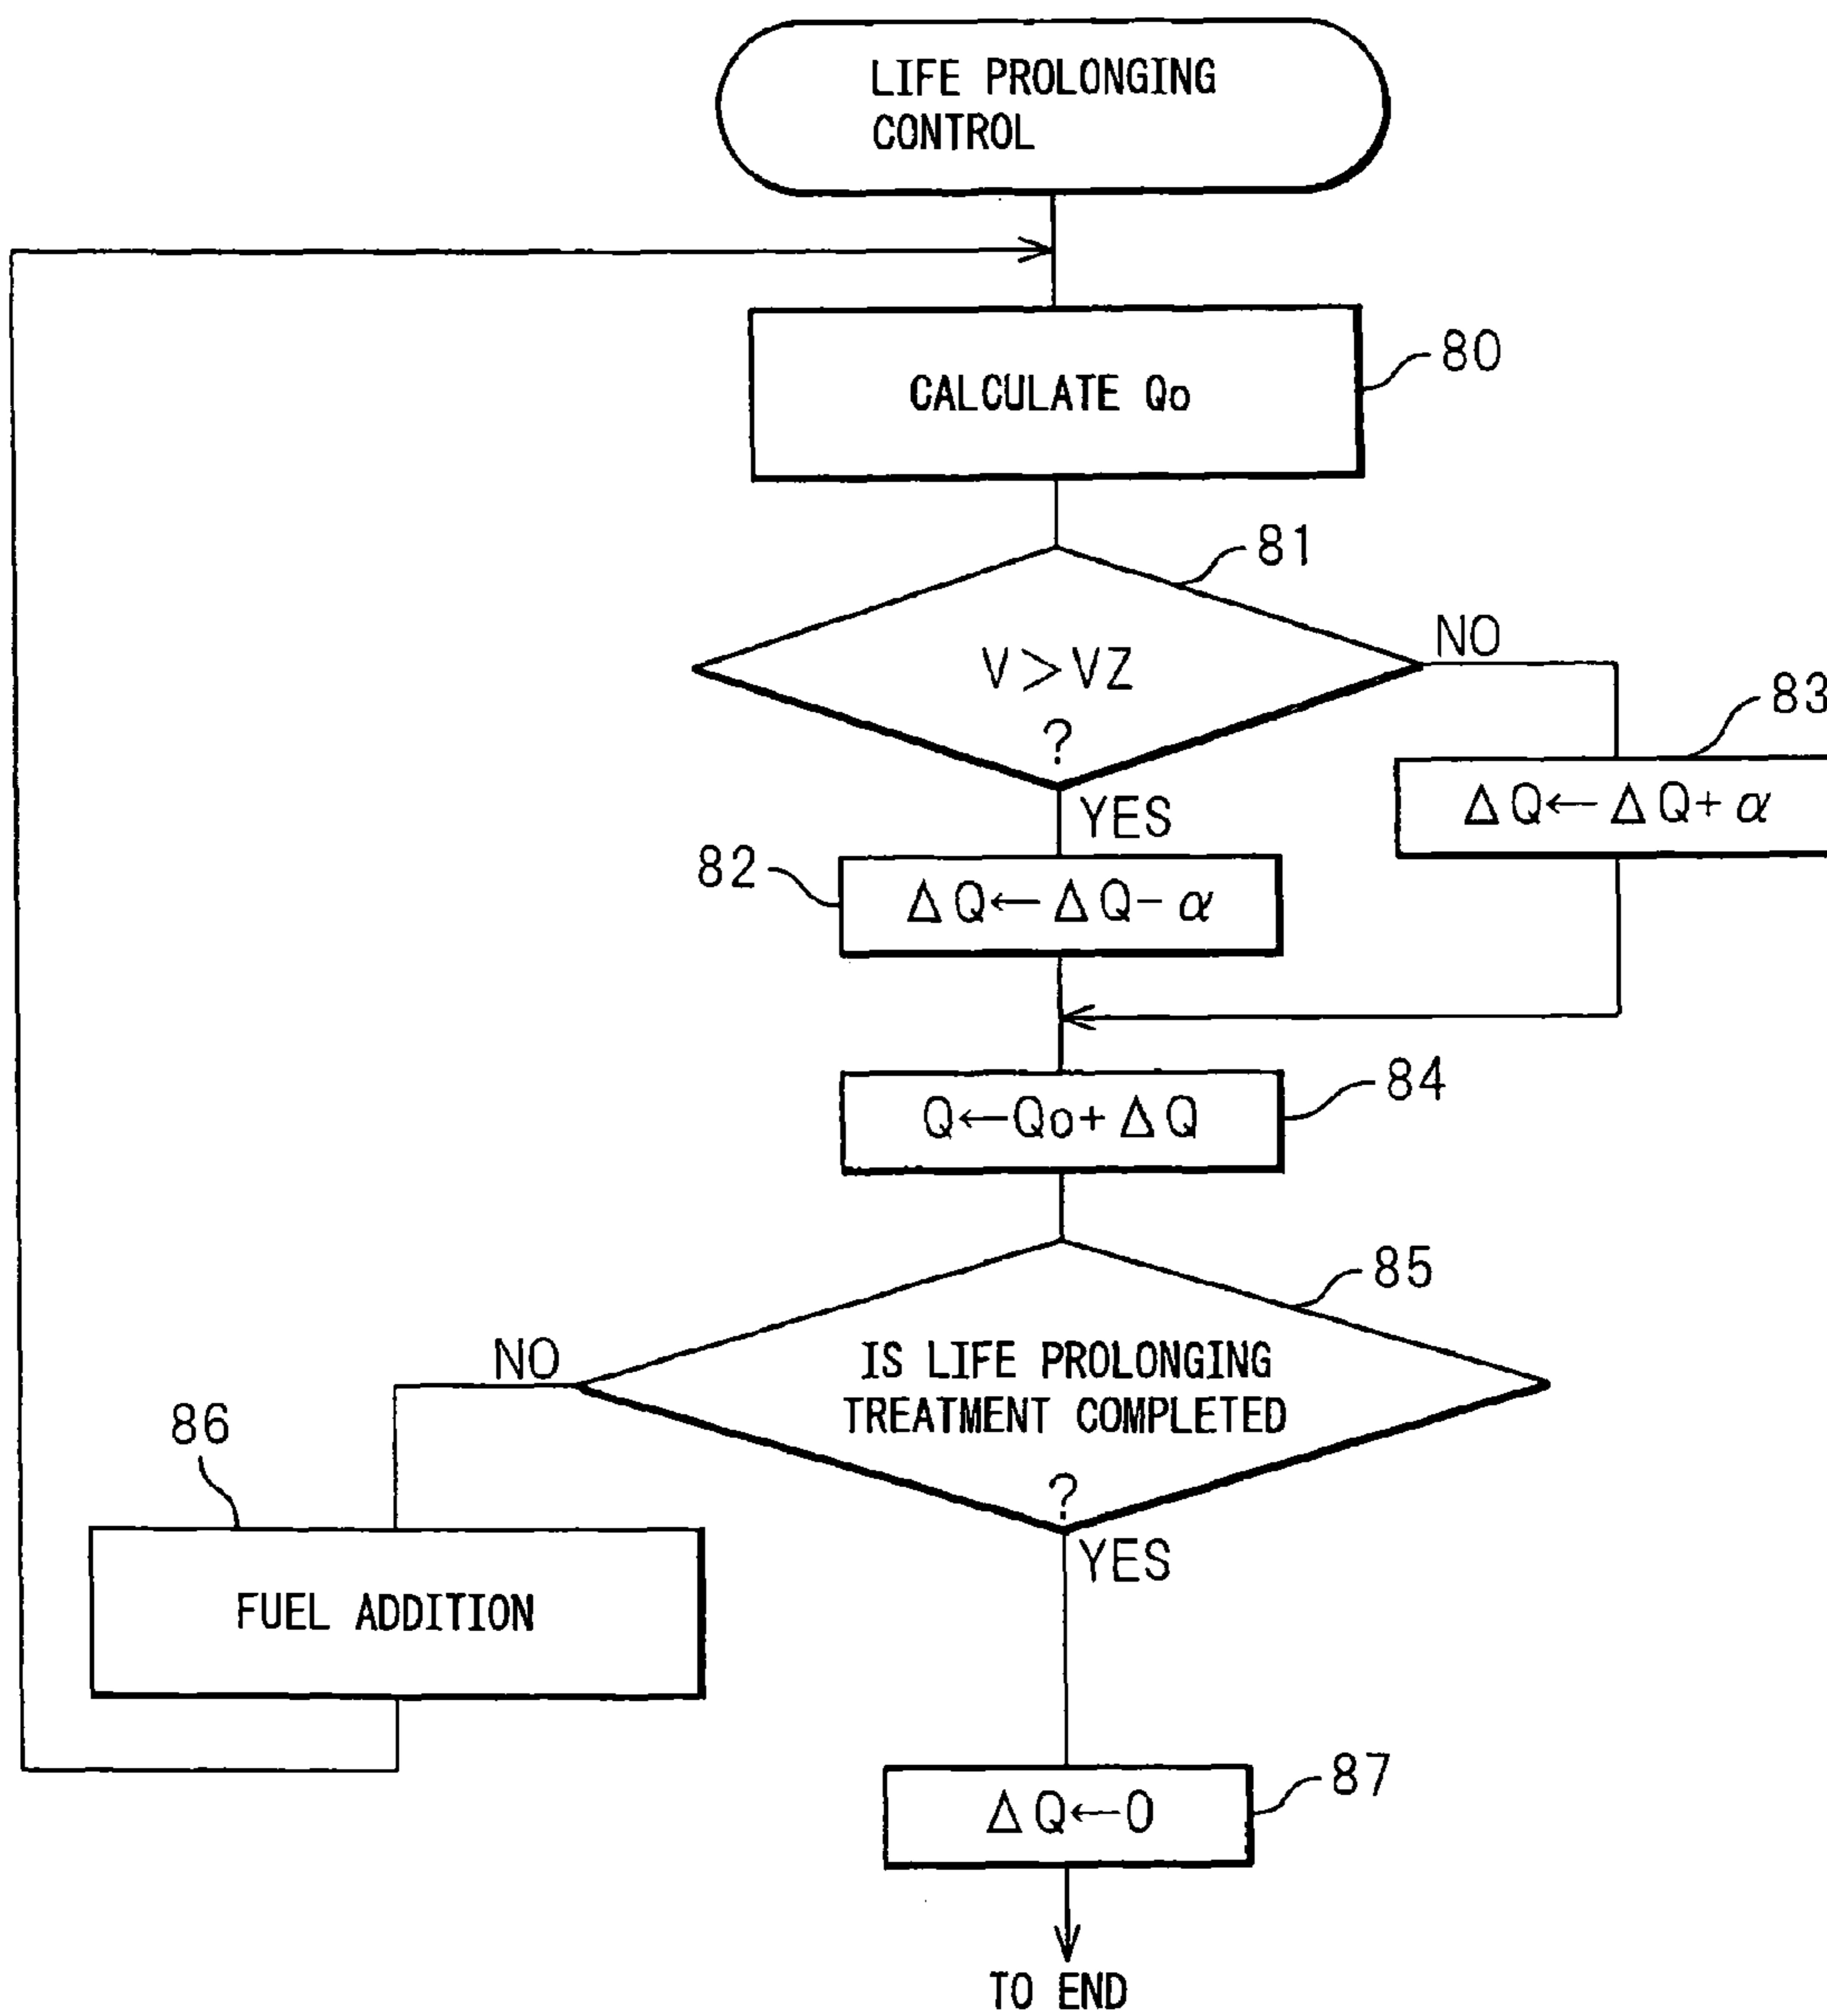 LIFE PROLONGING
CONTROL
CALCULATE Qo
80
81
V>VZ
?
NO
YES
83
ΔQ←ΔQ+α
82
ΔQ←ΔQ-α
84
Q←Qo+ΔQ
85
IS LIFE PROLONGING
TREATMENT COMPLETED
?
NO
YES
86
FUEL ADDITION
87
ΔQ←0
TO END